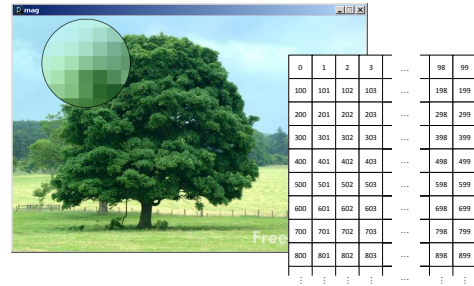 mag
Free
0 1 2 3 ... 98 99
100 101 102 103 ... 198 199
200 201 202 203 ... 298 299
300 301 302 303 ... 398 399
400 401 402 403 ... 498 499
500 501 502 503 ... 598 599
600 601 602 603 ... 698 699
700 701 702 703 ... 798 799
800 801 802 803 ... 898 899
⋮ ⋮ ⋮ ⋮ ... ⋮ ⋮